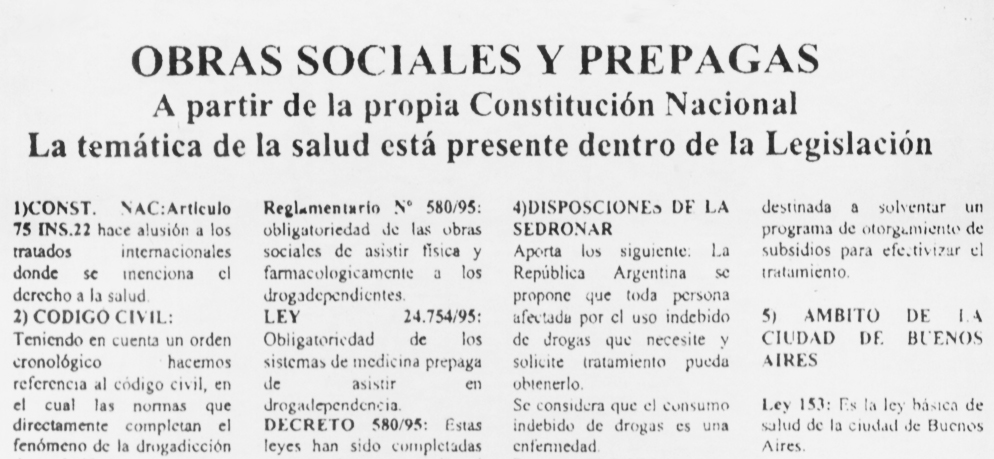 OBRAS SOCIALES Y PREPAGAS
A partir de la propia Constitución Nacional
La temática de la salud está presente dentro de la Legislación
1)CONST. NAC:Artículo
75 INS.22 hace alusión a los
tratados internacionales
donde se menciona el
derecho a la salud.
2) CODIGO CIVIL:
Teniendo en cuenta un orden
cronológico hacemos
referencia al código civil, en
el cual las normas que
directamente completan el
fenómeno de la drogadicción
Reglamentario Nº 580/95:
obligatoriedad de las obras
sociales de asistir física y
farmacologicamente a los
drogadependientes.
LEY 24.754/95:
Obligatoriedad de los
sistemas de medicina prepaga
de asistir en
drogadependencia.
DECRETO 580/95: Estas
leyes han sido completadas
4)DISPOSCIONES DE LA
SEDRONAR
Aporta los siguiente: La
República Argentina se
propone que toda persona
afectada por el uso indebido
de drogas que necesite y
solicite tratamiento pueda
obtenerlo.
Se considera que el consumo
indebido de drogas es una
enfermedad.
destinada a solventar un
programa de otorgamiento de
subsidios para efectivizar el
tratamiento.
5) AMBITO DE LA
CIUDAD DE BUENOS
AIRES
Ley 153: Es la ley básica de
salud de la ciudad de Buenos
Aires.